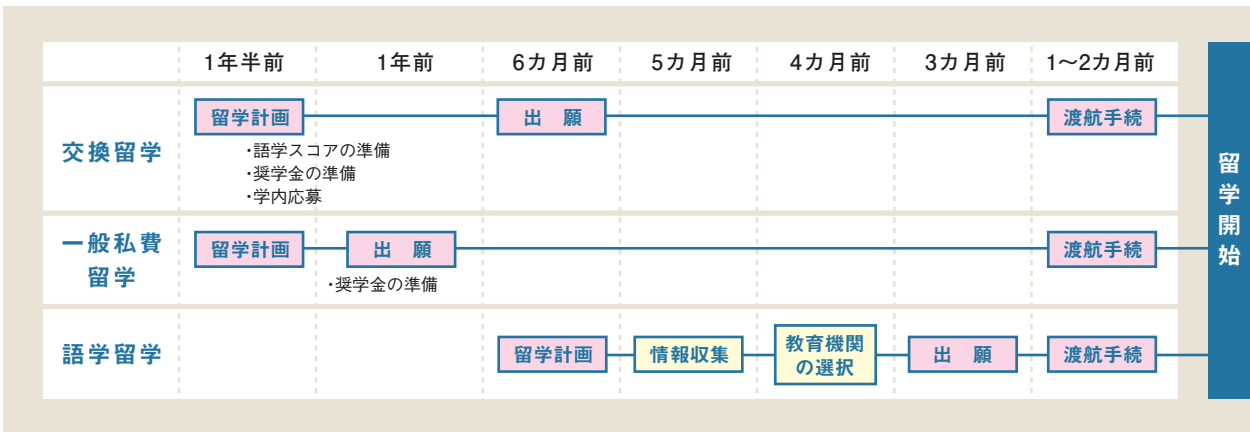 1年半前 1年前 6カ月前 5カ月前 4カ月前 3カ月前 1〜2カ月前
交換留学
留学計画 出 願 渡航手続
・語学スコアの準備
・奨学金の準備
・学内応募
一般私費
留学
留学計画 出 願 渡航手続
・奨学金の準備
語学留学
留学計画 情報収集 教育機関
の選択 出 願 渡航手続
留学開始